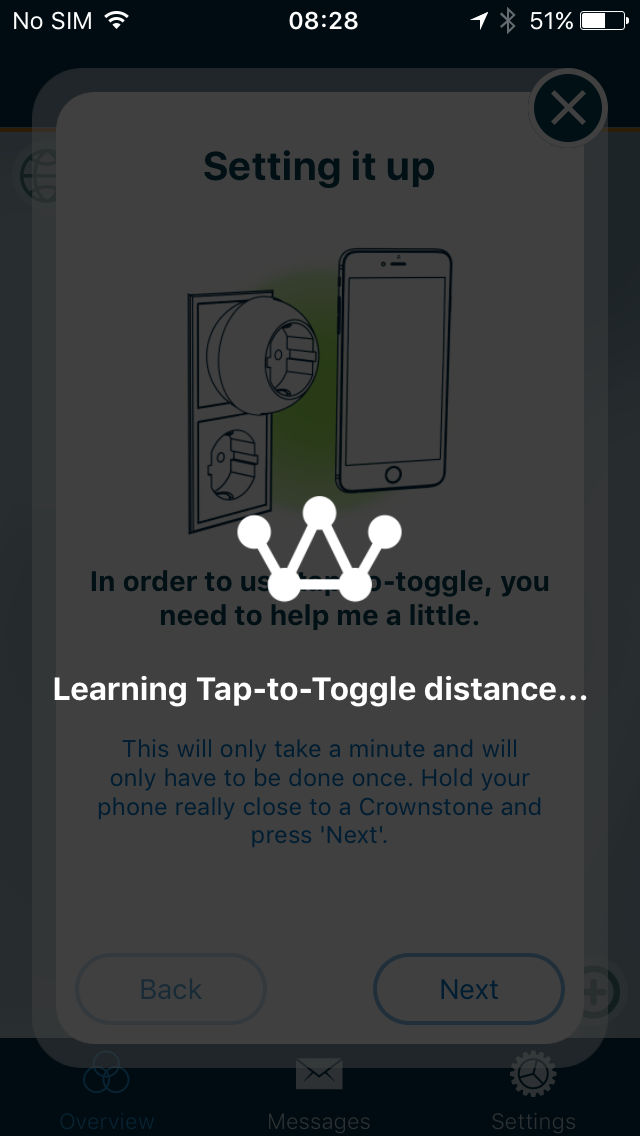 No SIM 08:28 51%
Setting it up
In order to us tap-to-toggle, you
need to help me a little.
Learning Tap-to-Toggle distance...
This will only take a minute and will
only have to be done once. Hold your
phone really close to a Crownstone and
press 'Next'.
Back Next
Overview Messages Settings